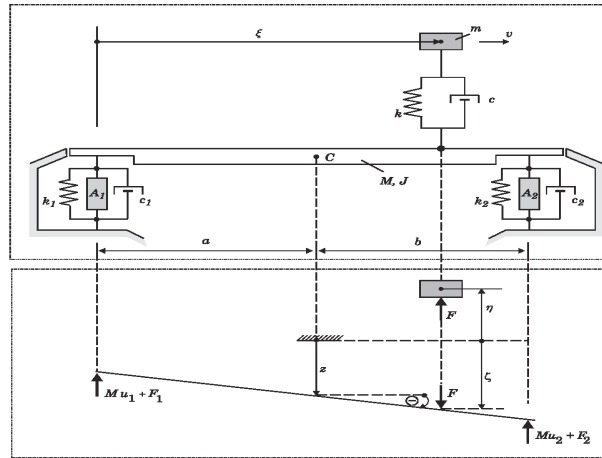 m
ξ
v
k
c
C
M, J
k1
A1
c1
k2
A2
c2
a
b
F
η
z
Θ
F
ζ
Mu1 + F1
Mu2 + F2